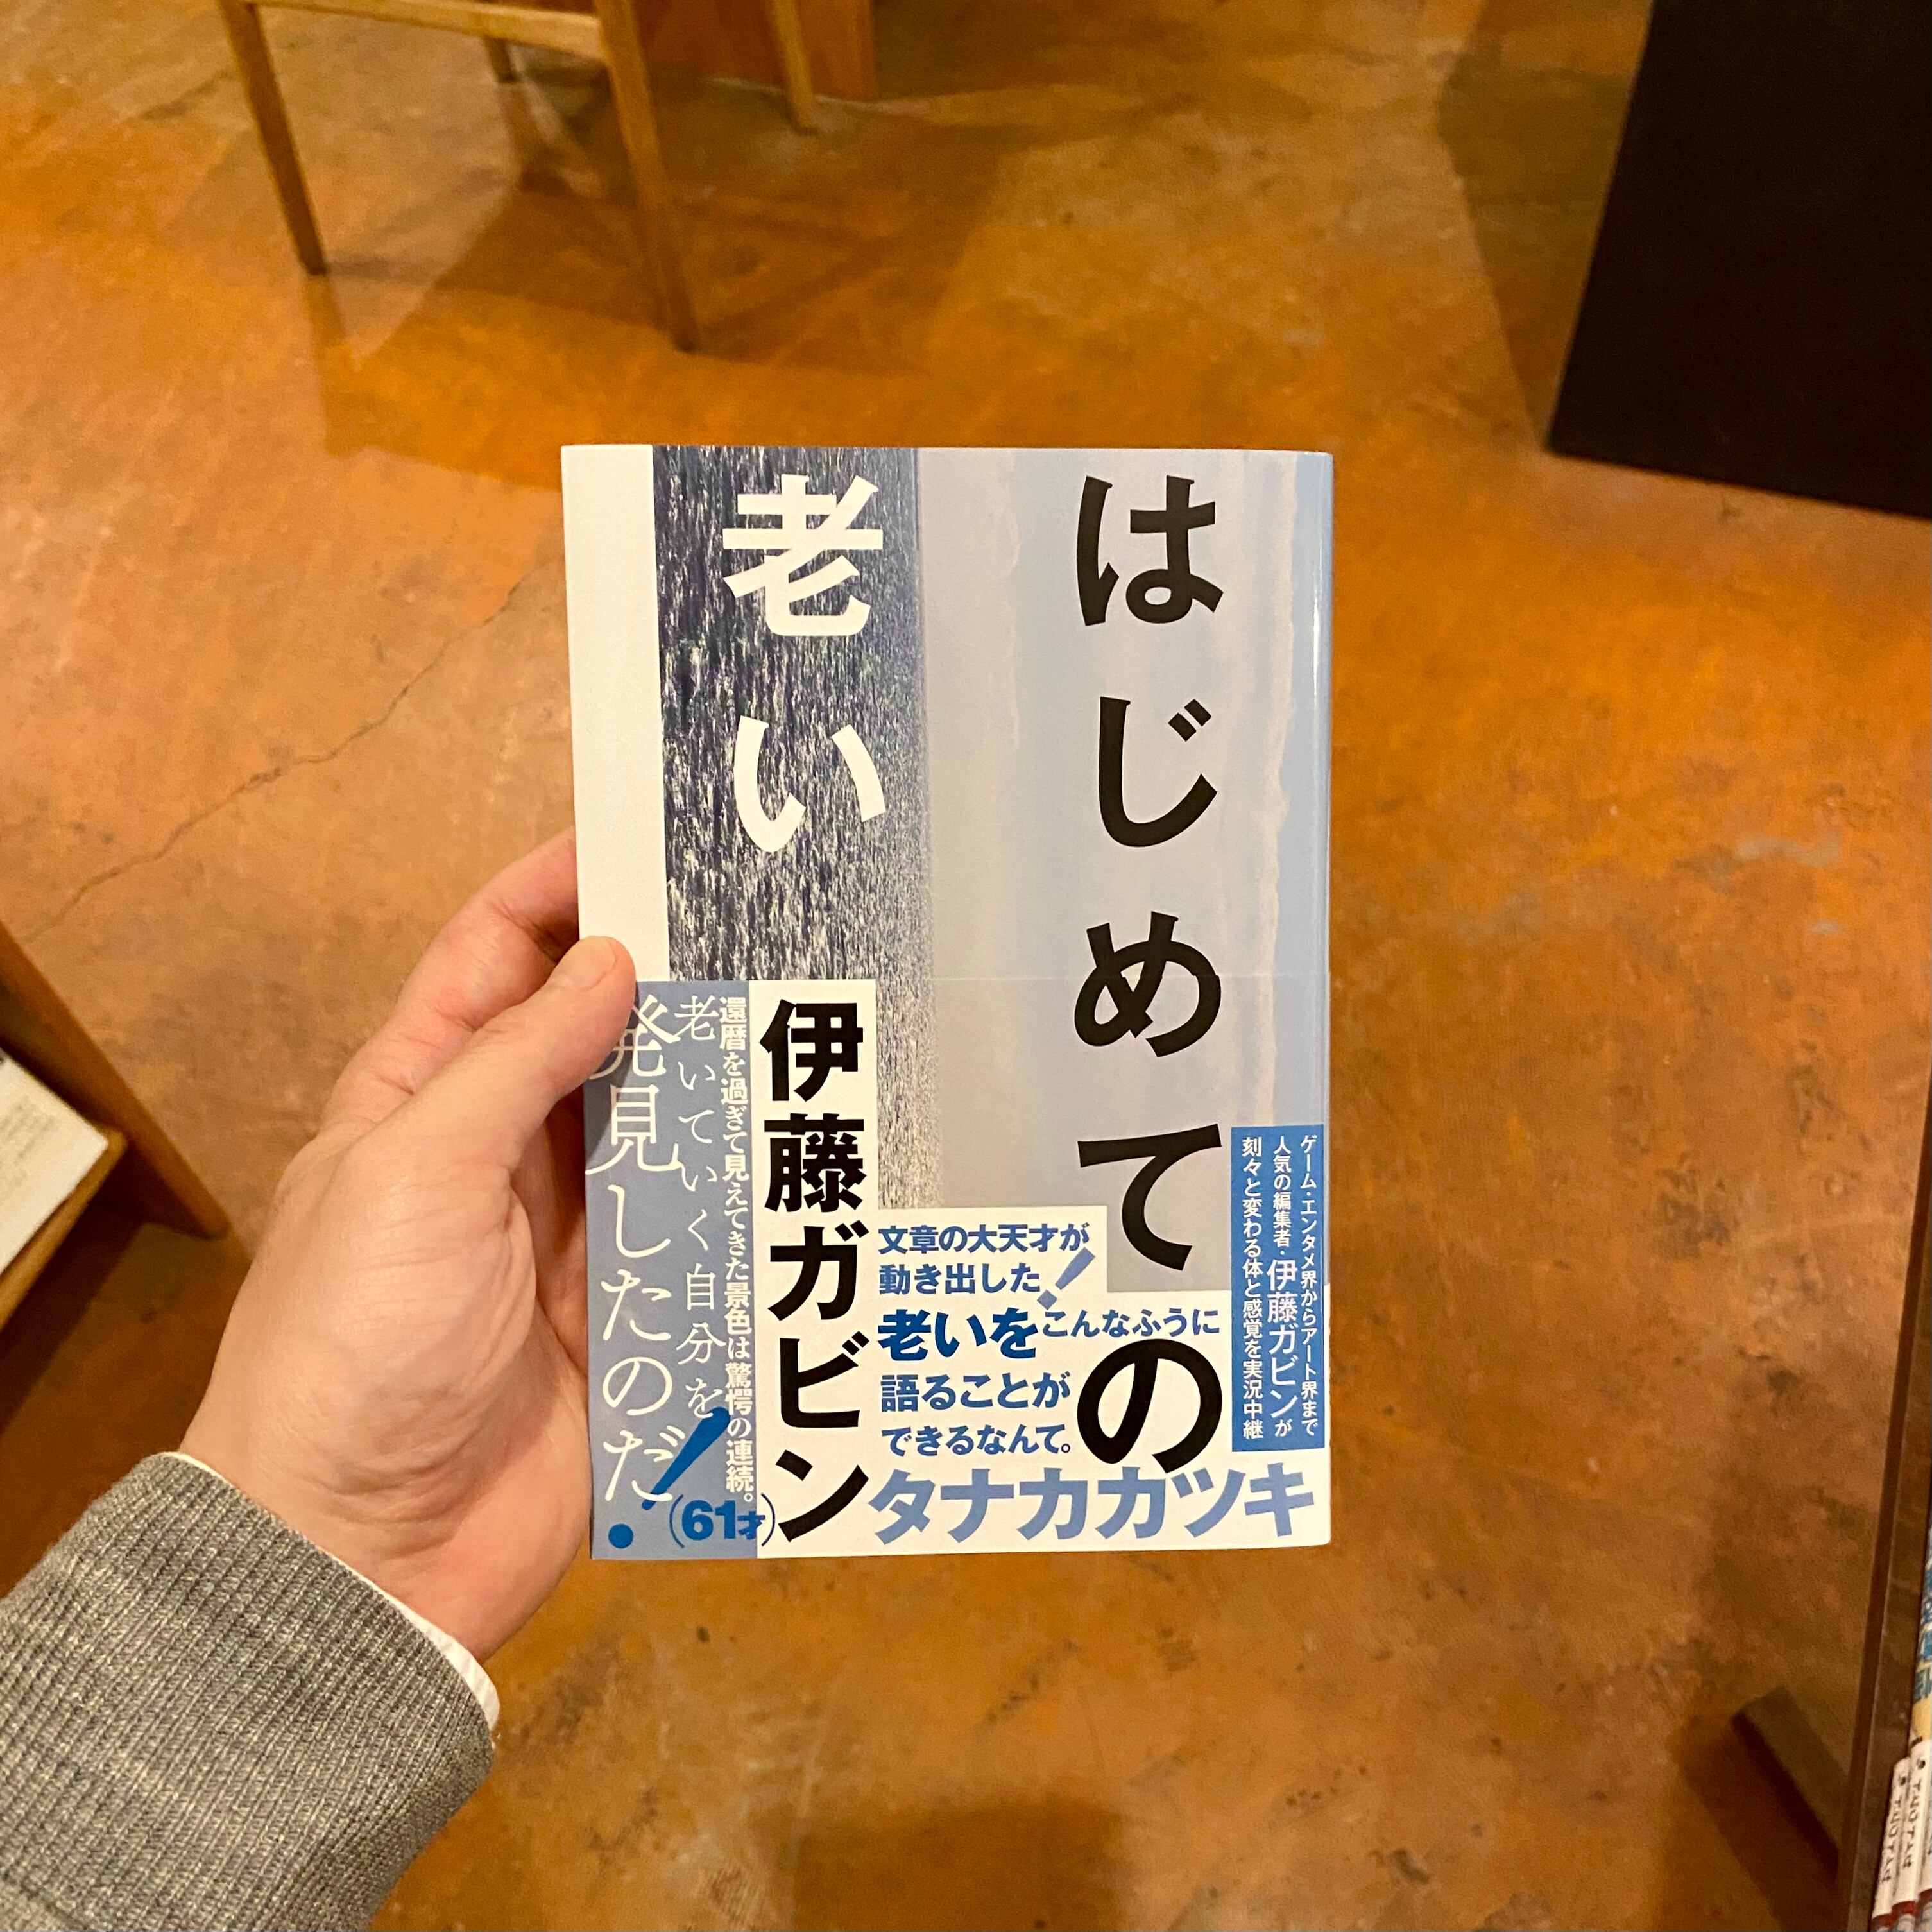 はじめての
老い
伊藤ガビン
ゲーム・エンタメ界からアート界まで
人気の編集者・伊藤ガビンが
刻々と変わる体と感覚を実況中継
文章の大天才が
動き出した!
老いをこんなふうに
語ることが
できるなんて。
タナカカツキ
還暦を過ぎて見えてきた景色は驚愕の連続。
老いていく自分を
発見したのだ!
(61才)